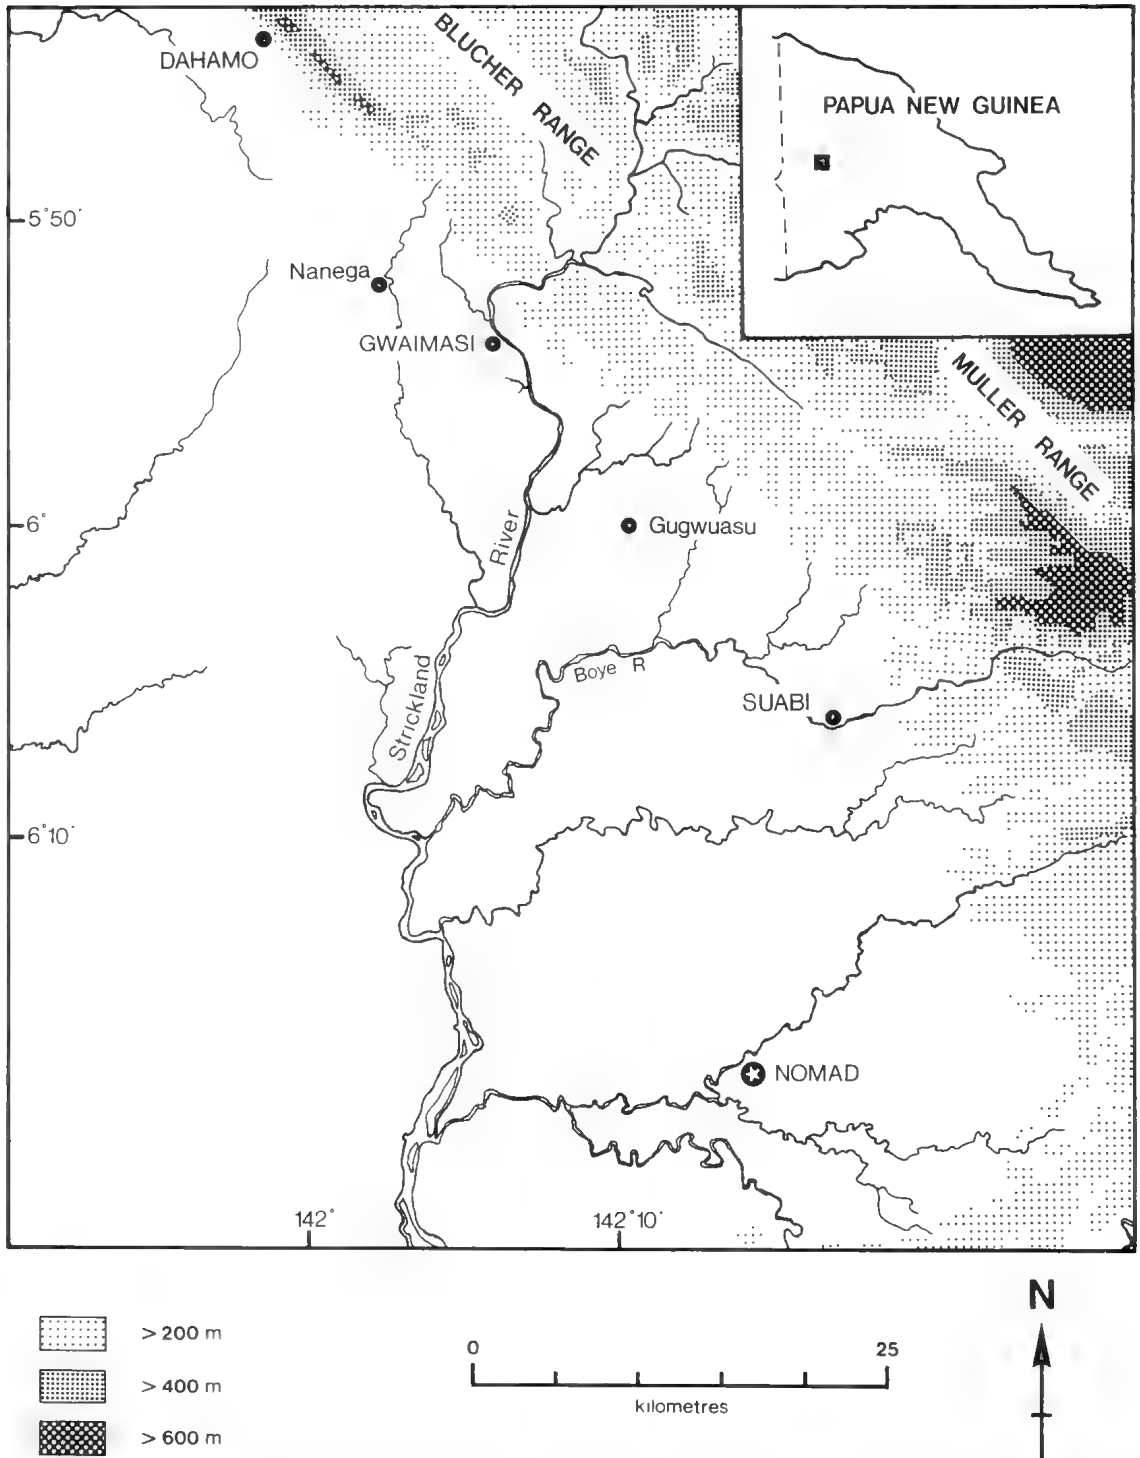 DAHAMO
BLUCHER RANGE
PAPUA NEW GUINEA
5°50'
Nanega
GWAIMASI
MULLER RANGE
6°
River
Gugwuasu
Boye R
Strickland
SUABI
6°10'
NOMAD
142°
142°10'
N
> 200 m
> 400 m
> 600 m
0
25
kilometres